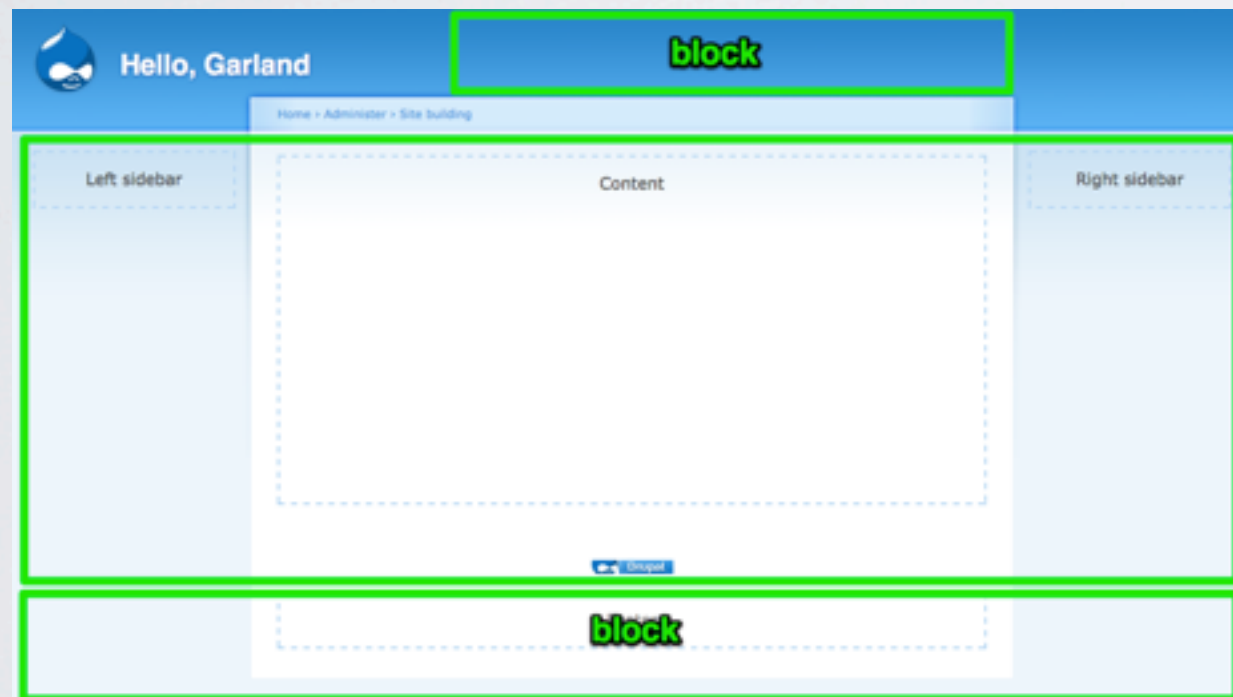 Hello, Garland
block
Home › Administer › Site building
Left sidebar
Content
Right sidebar
Drupal
block